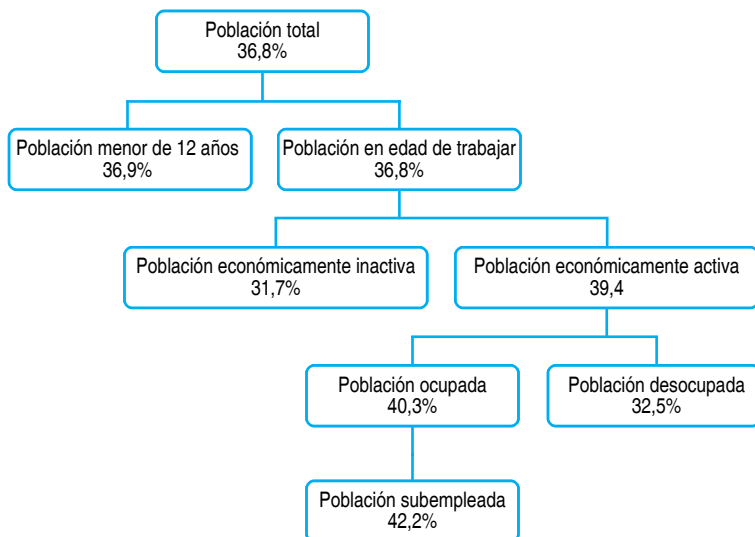 Población total
36,8%
Población menor de 12 años
36,9%
Población en edad de trabajar
36,8%
Población económicamente inactiva
31,7%
Población económicamente activa
39,4
Población ocupada
40,3%
Población desocupada
32,5%
Población subempleada
42,2%